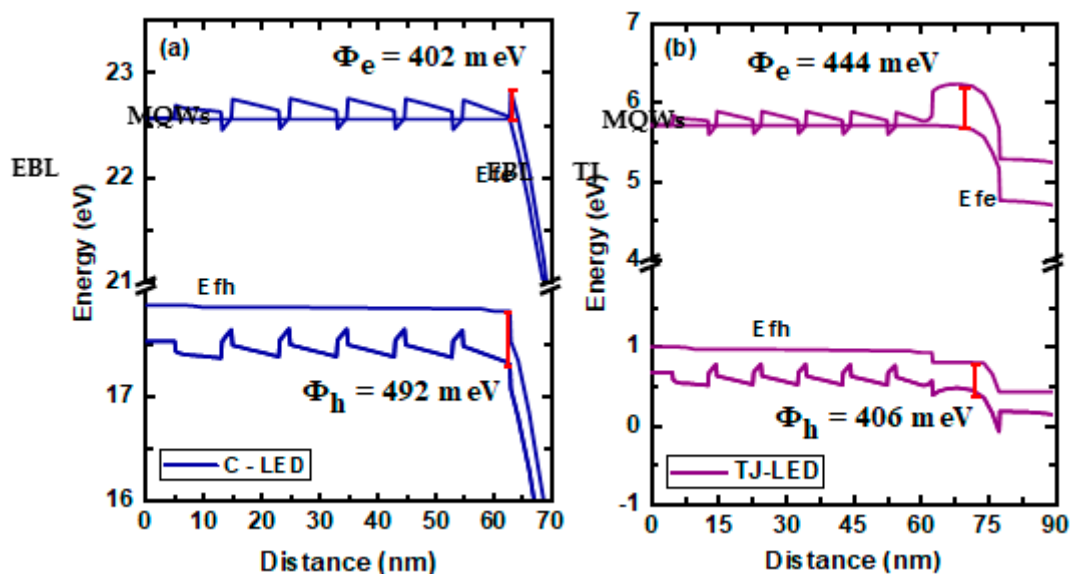 (a)
Φe = 402 meV
23
MQWs
EBL
22
EBL
Efe
TJ
Energy (eV)
21
Efh
17
Φh = 492 meV
C - LED
16
0 10 20 30 40 50 60 70
Distance (nm)
7
(b)
Φe = 444 meV
6
MQWs
5
Efe
Energy (eV)
4
Efh
1
0
Φh = 406 meV
TJ-LED
-1
0 15 30 45 60 75 90
Distance (nm)